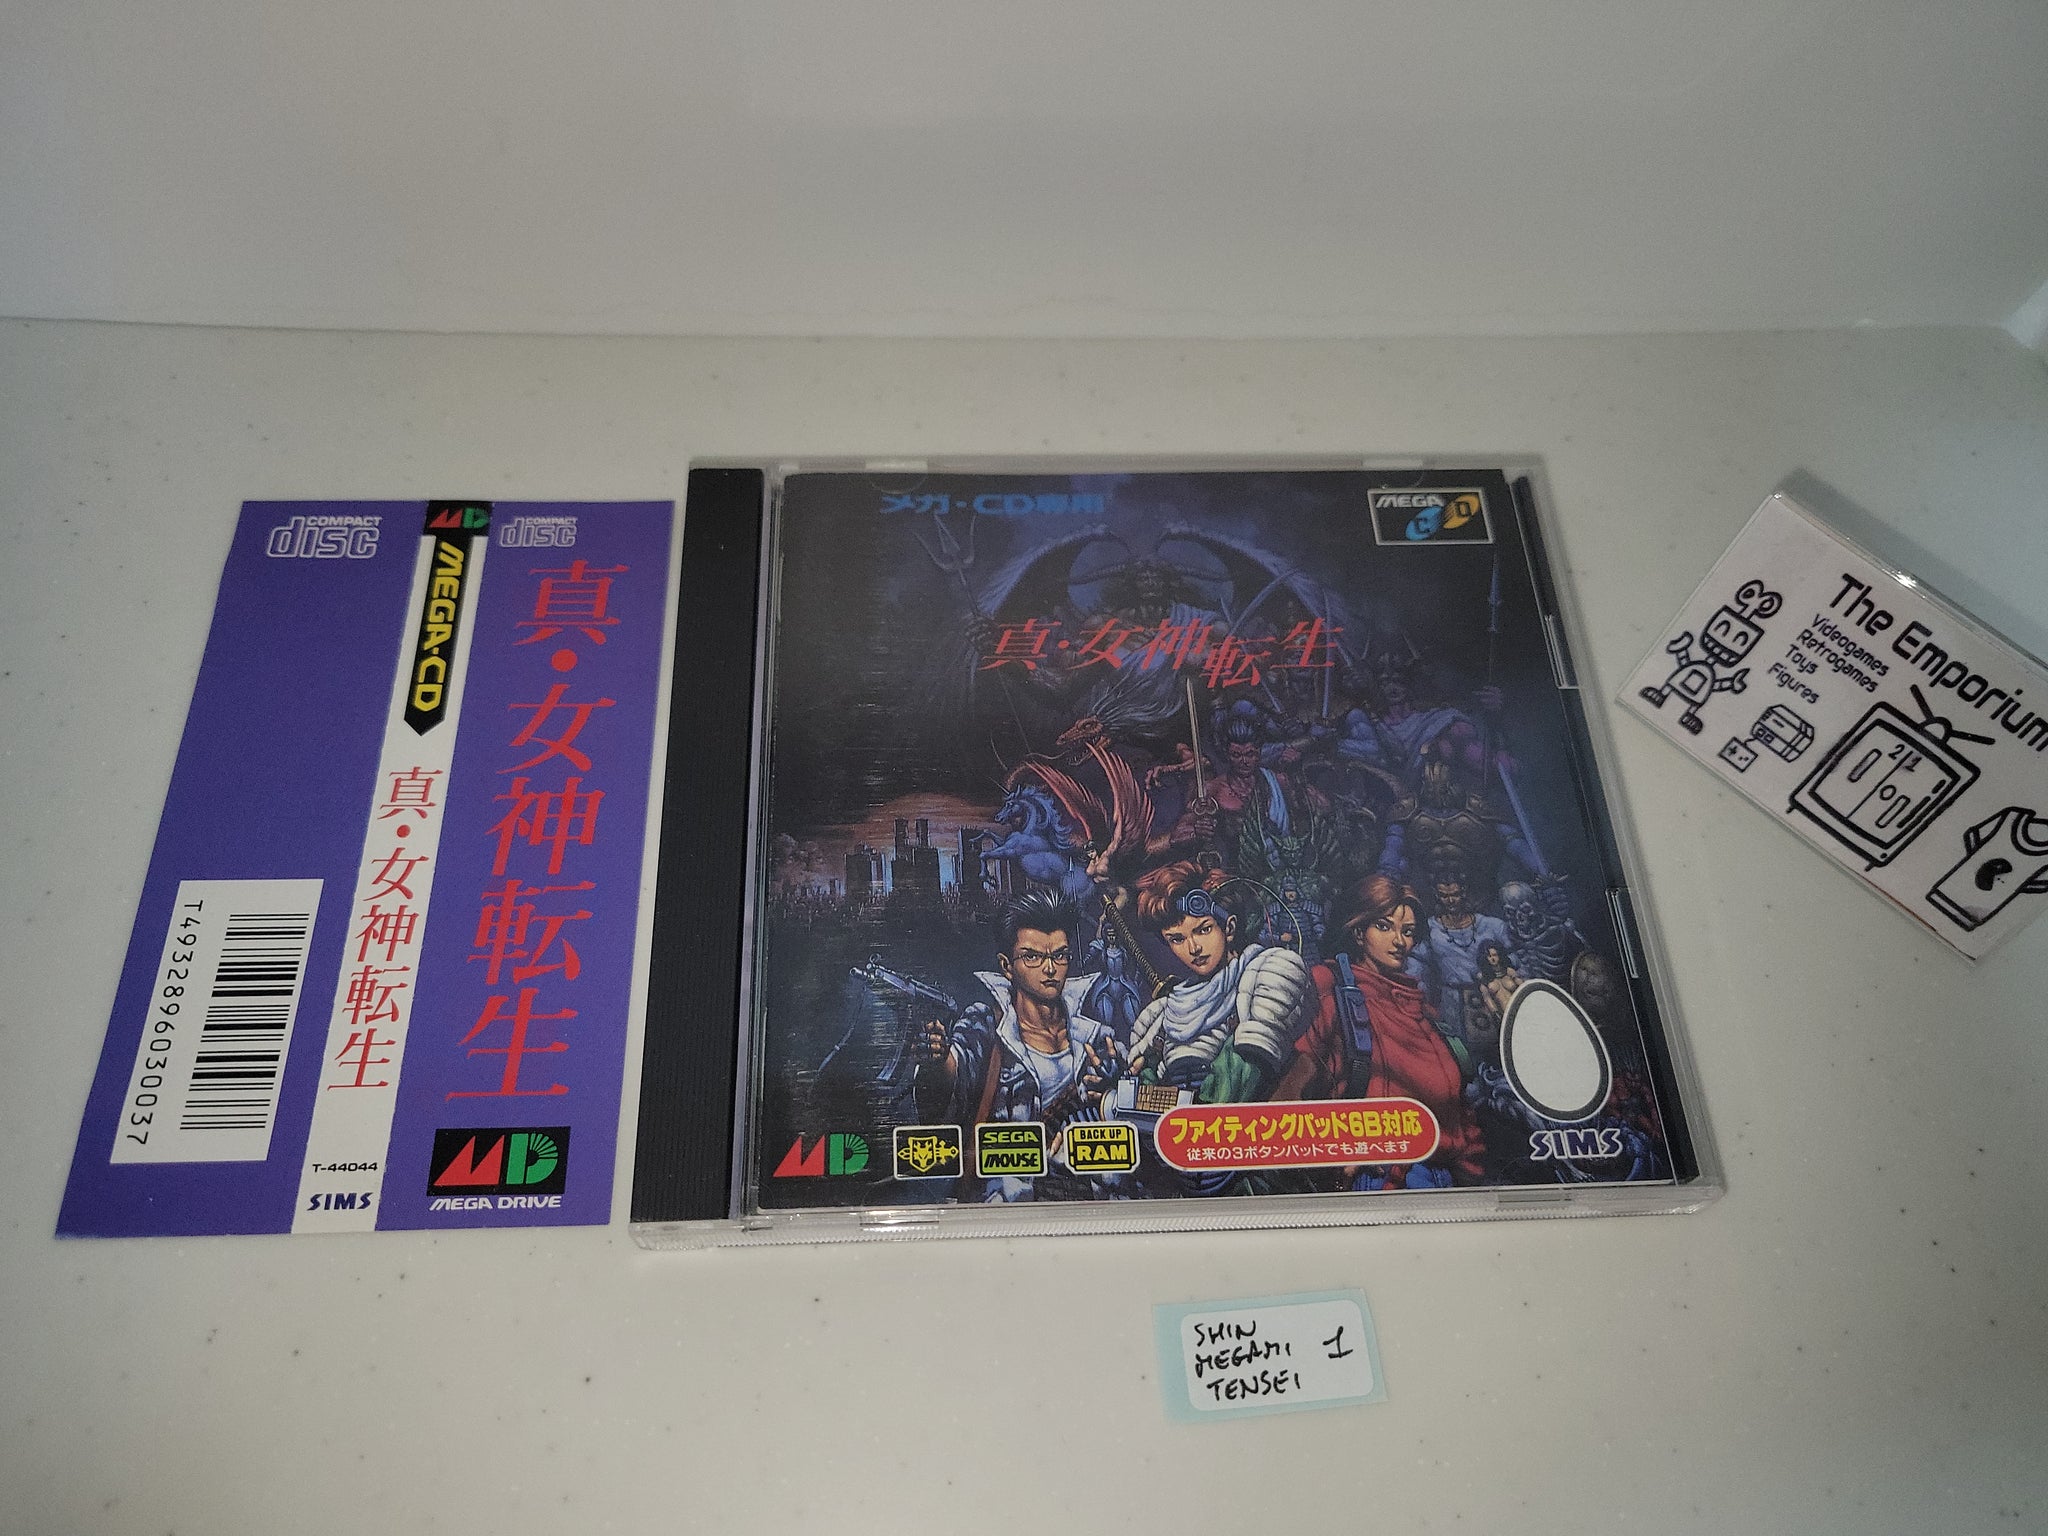 COMPACT
disc
T4932896030037
MD
MEGA-CD
真・女神転生
T-44044
SIMS
COMPACT
disc
真・女神転生
MD
MEGA DRIVE
メガ・CD専用
MEGA
CD
真・女神転生
MD
SEGA
MOUSE
BACK UP
RAM
ファイティングパッド6B対応
従来の3ボタンパッドでも遊べます
SIMS
The Emporium
Videogames
Retrogames
Toys
Figures
2 1
SHIN
MEGAMI 1
TENSEI